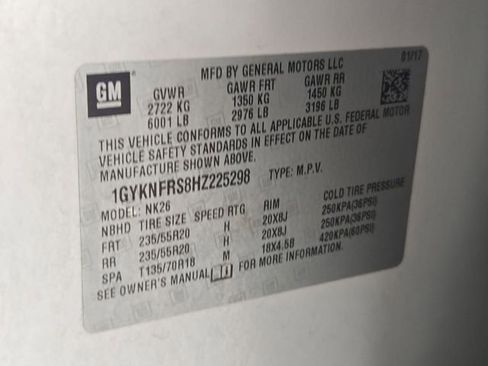 GM
MFD BY GENERAL MOTORS LLC
01/17
GVWR GAWR FRT GAWR RR
2722 KG 1350 KG 1450 KG
6001 LB 2976 LB 3196 LB
THIS VEHICLE CONFORMS TO ALL APPLICABLE U.S. FEDERAL MOTOR
VEHICLE SAFETY STANDARDS IN EFFECT ON THE DATE OF
MANUFACTURE SHOWN ABOVE.
1GYKNFRS8HZ225298 TYPE: M.P.V.
MODEL: NK26
NBHD TIRE SIZE SPEED RTG RIM COLD TIRE PRESSURE
FRT 235/55R20 H 20X8J 250KPA(36PSI)
RR 235/55R20 H 20X8J 250KPA(36PSI)
SPA T135/70R18 M 18X4.5B 420KPA(60PSI)
SEE OWNER'S MANUAL FOR MORE INFORMATION.